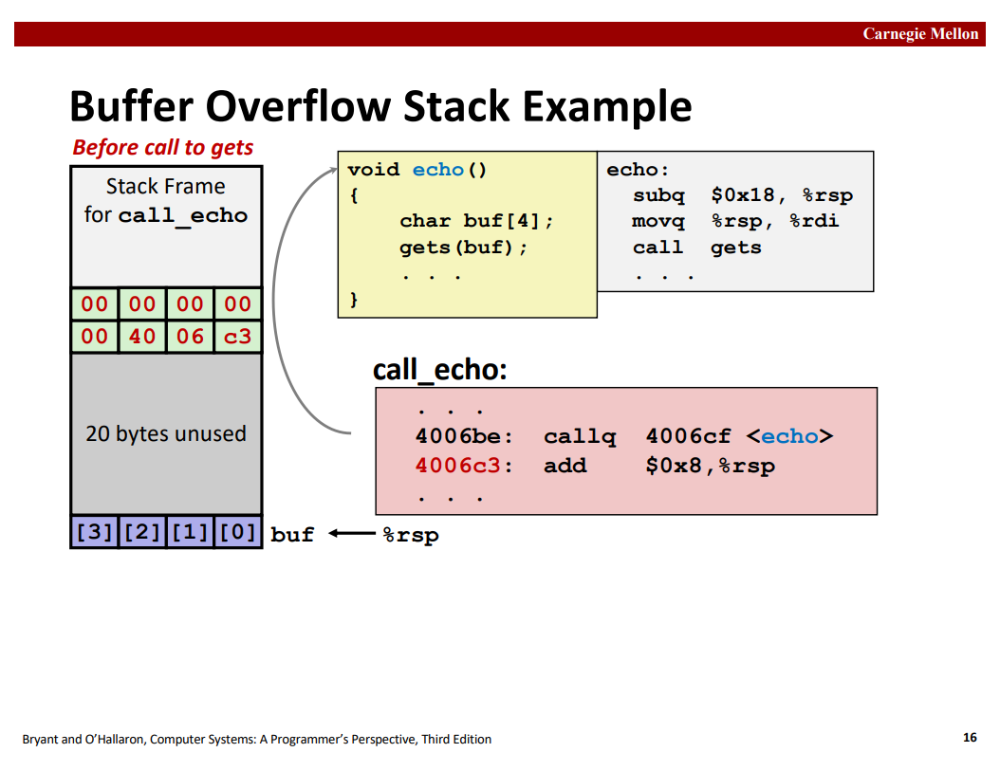 Carnegie Mellon
Buffer Overflow Stack Example
Before call to gets
Stack Frame
for call_echo
00 00 00 00
00 40 06 c3
20 bytes unused
[3] [2] [1] [0] buf %rsp
void echo()
{
char buf[4];
gets(buf);
. . .
}
echo:
subq $0x18, %rsp
movq %rsp, %rdi
call gets
. . .
call_echo:
. . .
4006be: callq 4006cf <echo>
4006c3: add $0x8,%rsp
. . .
Bryant and O’Hallaron, Computer Systems: A Programmer’s Perspective, Third Edition
16